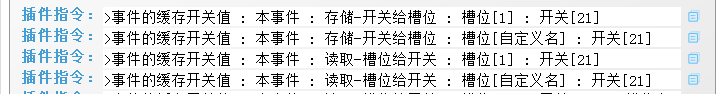 插件指令：>事件的缓存开关值 : 本事件 : 存储-开关给槽位 : 槽位[1] : 开关[21]
插件指令：>事件的缓存开关值 : 本事件 : 存储-开关给槽位 : 槽位[自定义名] : 开关[21]
插件指令：>事件的缓存开关值 : 本事件 : 读取-槽位给开关 : 槽位[1] : 开关[21]
插件指令：>事件的缓存开关值 : 本事件 : 读取-槽位给开关 : 槽位[自定义名] : 开关[21]